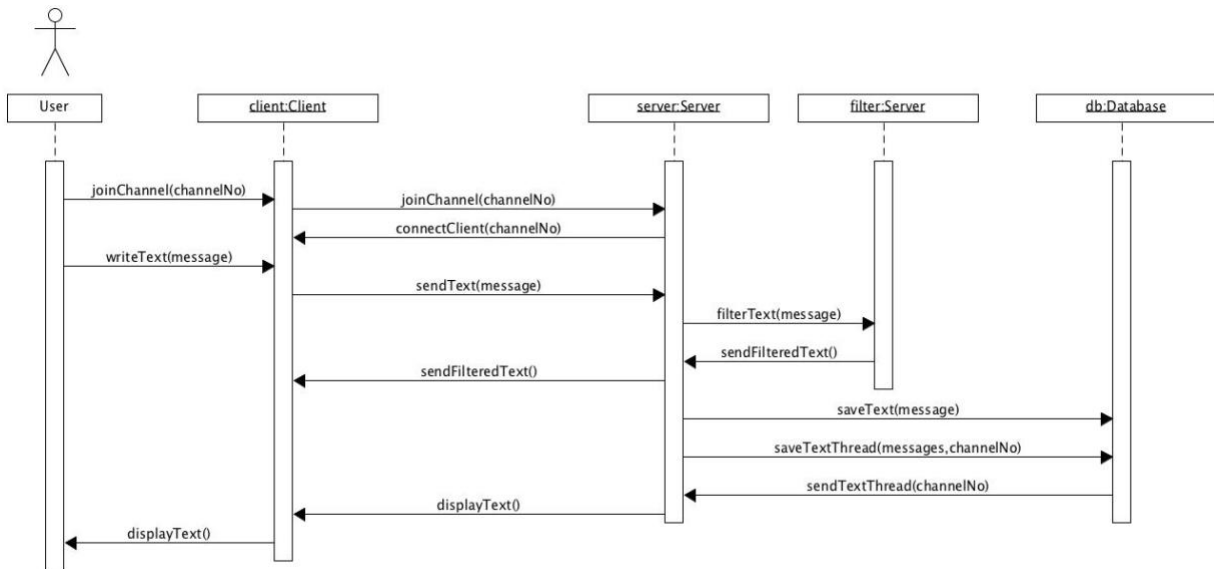 User
client:Client
server:Server
filter:Server
db:Database
joinChannel(channelNo)
joinChannel(channelNo)
connectClient(channelNo)
writeText(message)
sendText(message)
filterText(message)
sendFilteredText()
sendFilteredText()
saveText(message)
saveTextThread(messages,channelNo)
sendTextThread(channelNo)
displayText()
displayText()